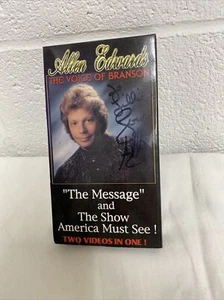 Allen Edwards
THE VOICE OF BRANSON
"The Message"
and
The Show
America Must See !
TWO VIDEOS IN ONE !